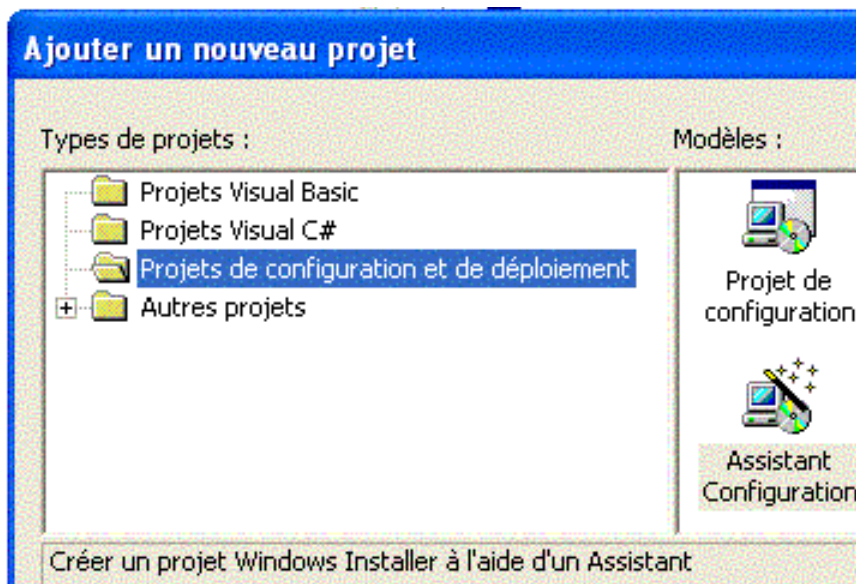 Ajouter un nouveau projet
Types de projets :
Modèles :
Projets Visual Basic
Projets Visual C#
Projets de configuration et de déploiement
Autres projets
Projet de
configuration
Assistant
Configuration
Créer un projet Windows Installer à l'aide d'un Assistant